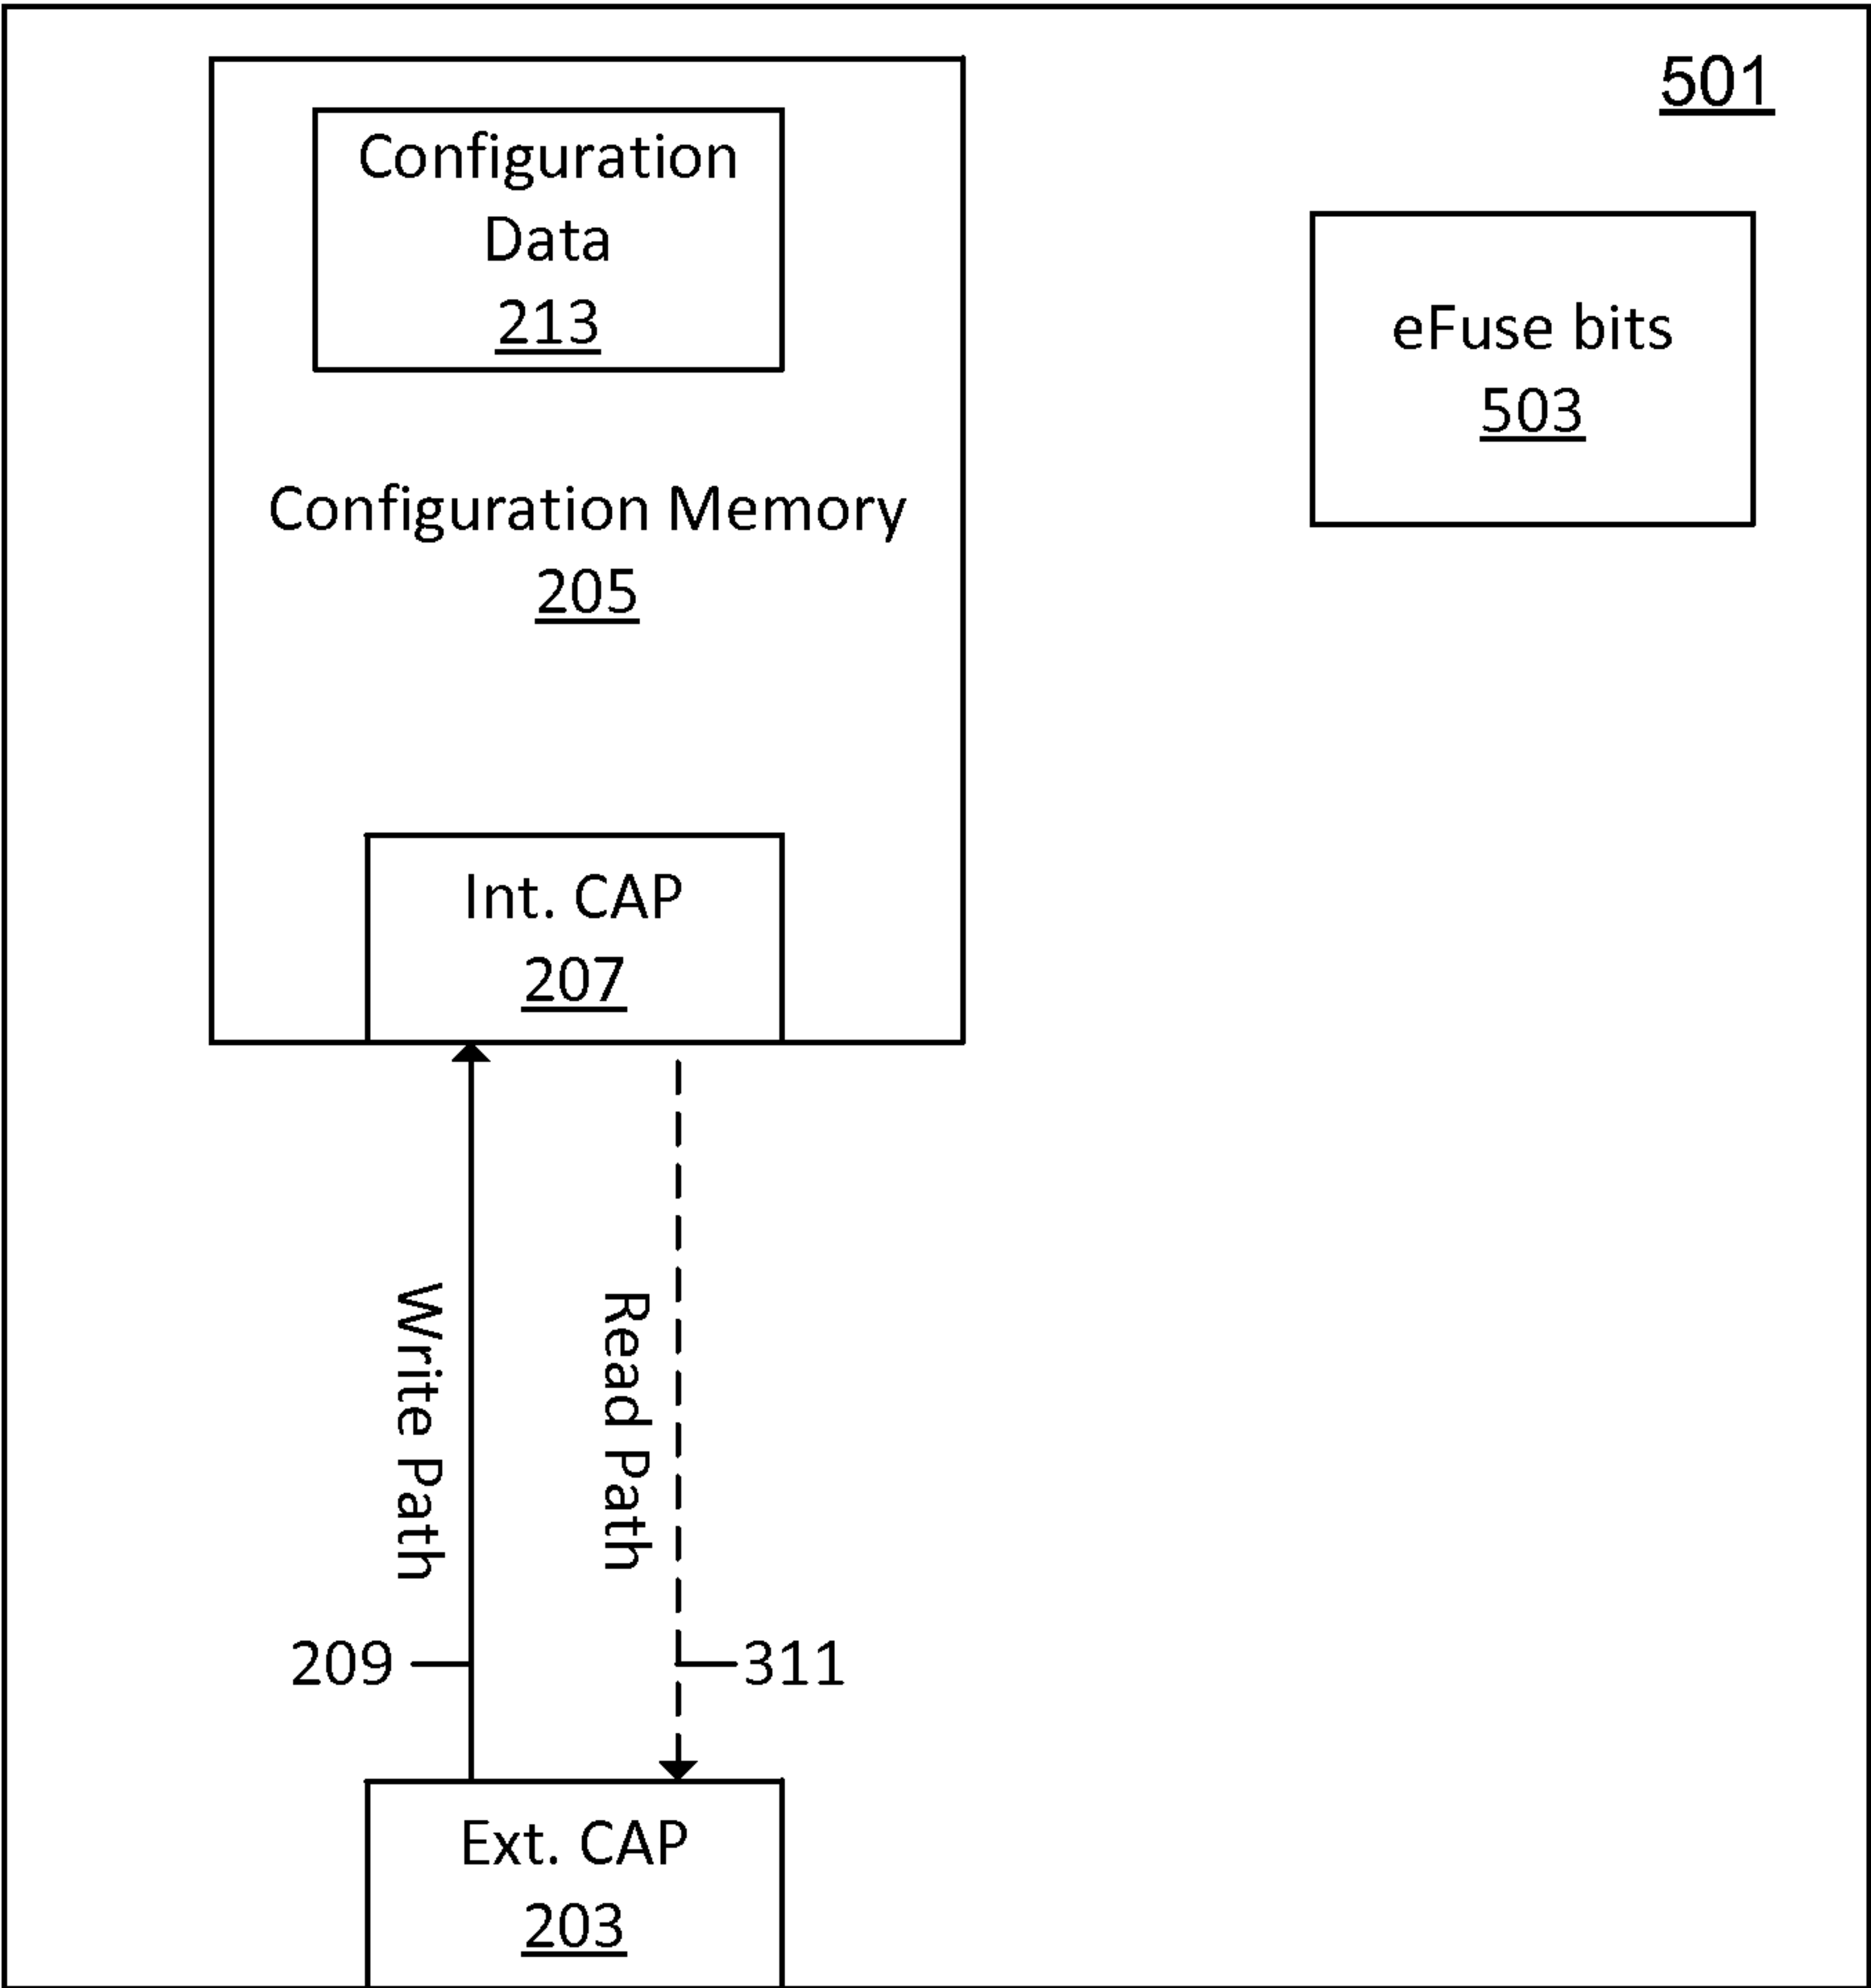 501
Configuration
Data
213
eFuse bits
503
Configuration Memory
205
Int. CAP
207
Write Path
Read Path
209
311
Ext. CAP
203